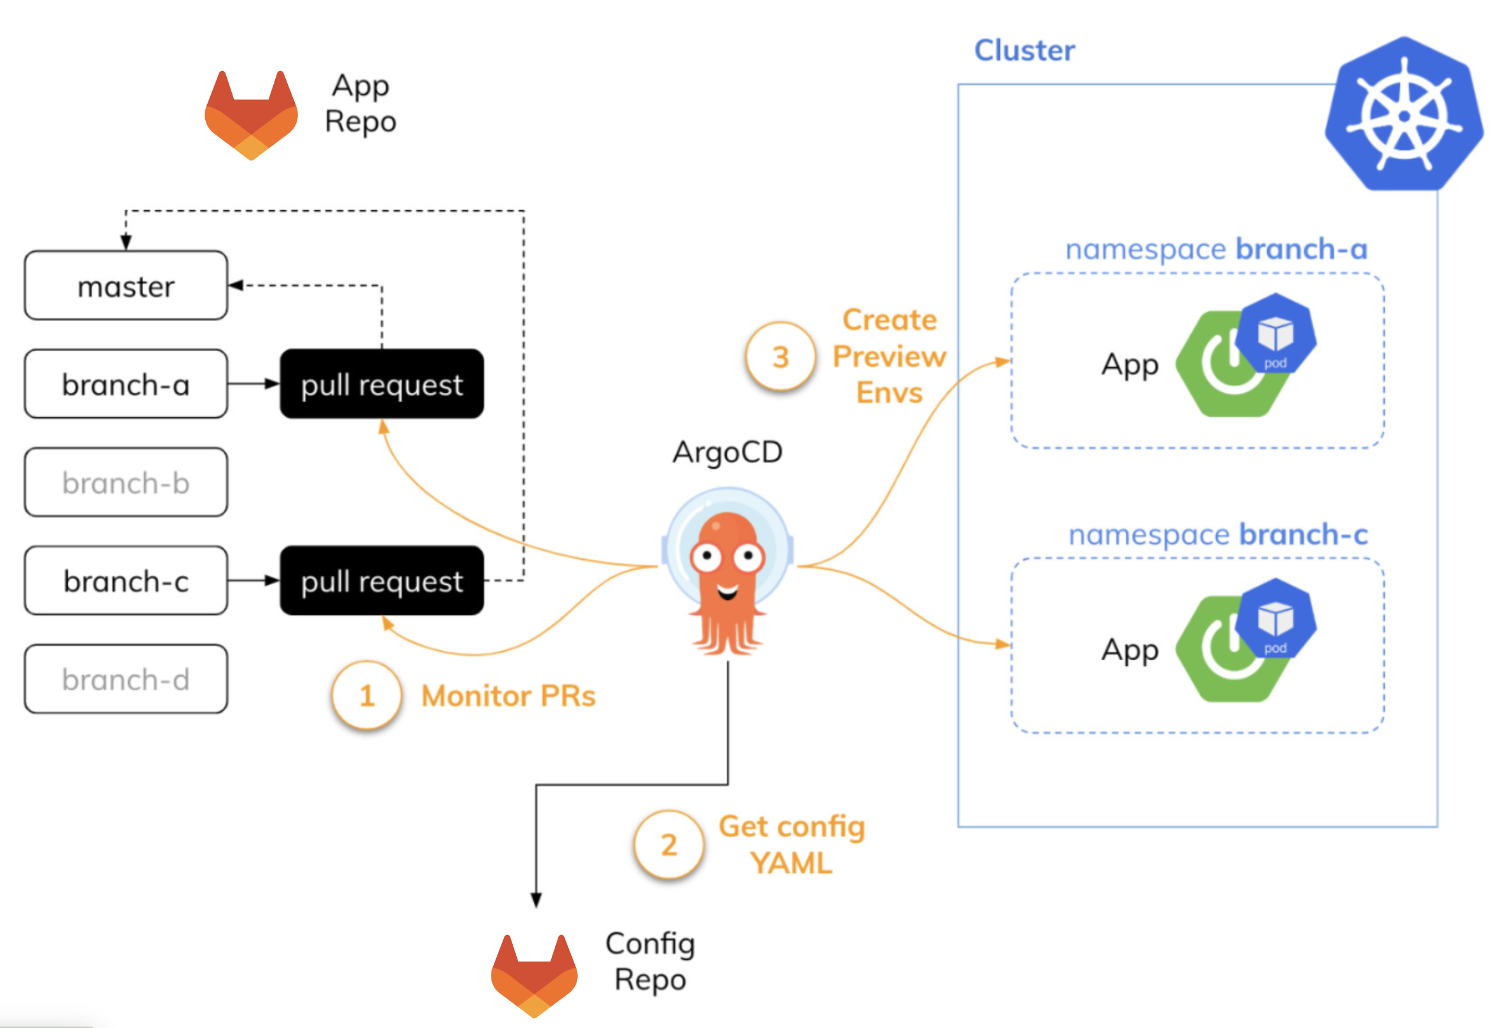 App
Repo
master
branch-a
pull request
branch-b
branch-c
pull request
branch-d
1
Monitor PRs
ArgoCD
2
Get config
YAML
Config
Repo
3
Create
Preview
Envs
Cluster
namespace branch-a
App
pod
namespace branch-c
App
pod